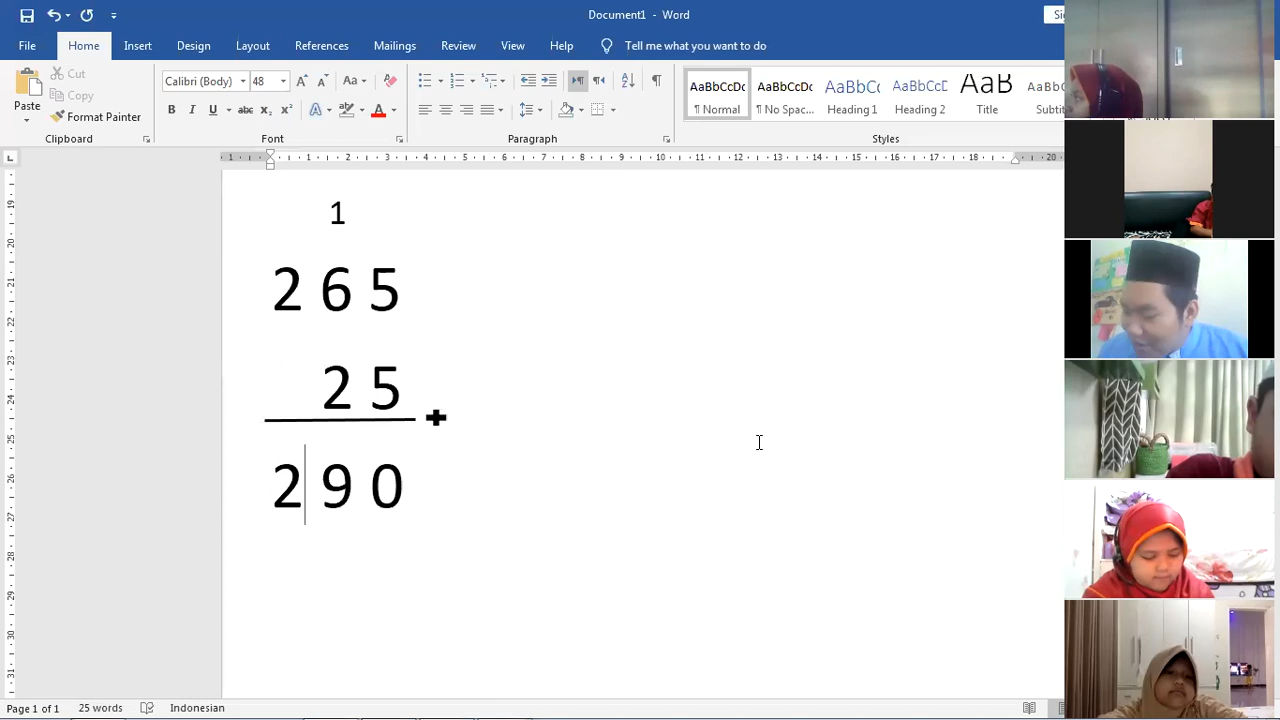 Document1 - Word
File Home Insert Design Layout References Mailings Review View Help Tell me what you want to do
Paste
Cut
Copy
Format Painter
Calibri (Body) 48
AaBbCcDc AaBbCcDc AaBbCc AaBbCcC AaB
¶ Normal ¶ No Spac... Heading 1 Heading 2 Title
Clipboard Font Paragraph Styles
1
2 6 5
2 5
+
2 9 0
Page 1 of 1 25 words Indonesian